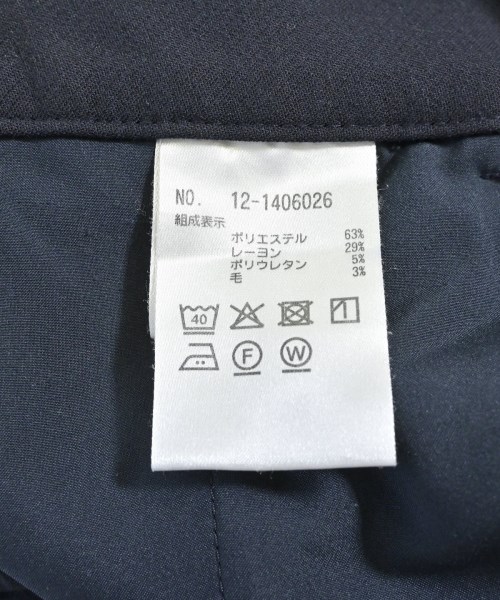 NO. 12-1406026
組成表示
ポリエステル 63%
レーヨン 29%
ポリウレタン 5%
毛 3%
40
F W